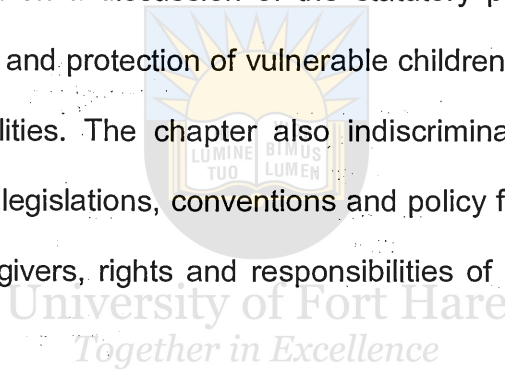 and protection of vulnerable children
lities. The chapter also indiscrimina
LUMINE BIMUS
TUO LUMEN
legislations, conventions and policy f
givers, rights and responsibilities of
University of Fort Hare
Together in Excellence